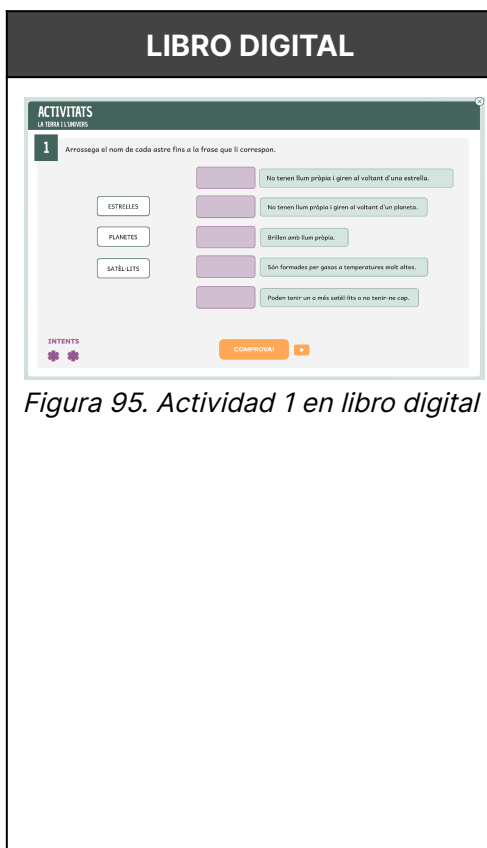 LIBRO DIGITAL
ACTIVITATS
LA TERRA I L'UNIVERS
1
Arrossega el nom de cada astre fins a la frase que li correspon.
No tenen llum pròpia i giren al voltant d'una estrella.
ESTRELLES
No tenen llum pròpia i giren al voltant d'un planeta.
PLANETES
Brillen amb llum pròpia.
SATÈL·LITS
Són formades per gasos a temperatures molt altes.
Poden tenir un o més satèl·lits o no tenir-ne cap.
INTENTS
COMPROVA!
Figura 95. Actividad 1 en libro digital